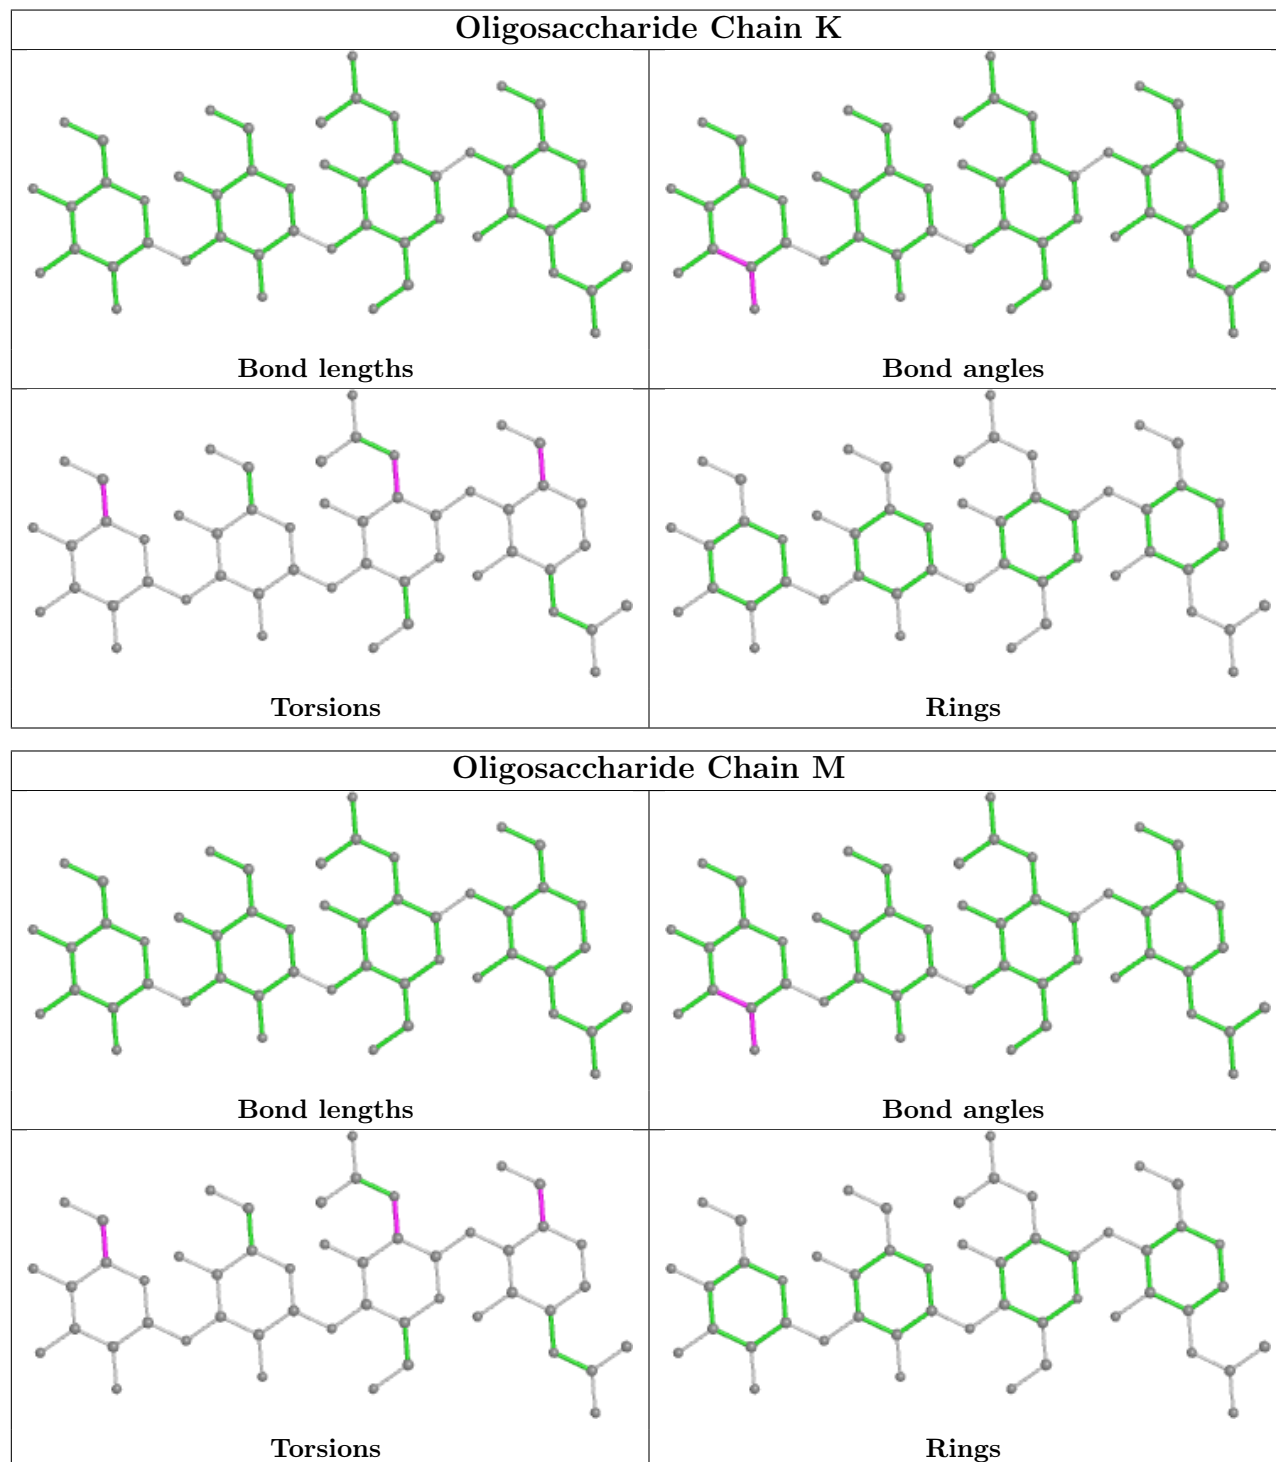 Oligosaccharide Chain K
Bond lengths
Bond angles
Torsions
Rings
Oligosaccharide Chain M
Bond lengths
Bond angles
Torsions
Rings